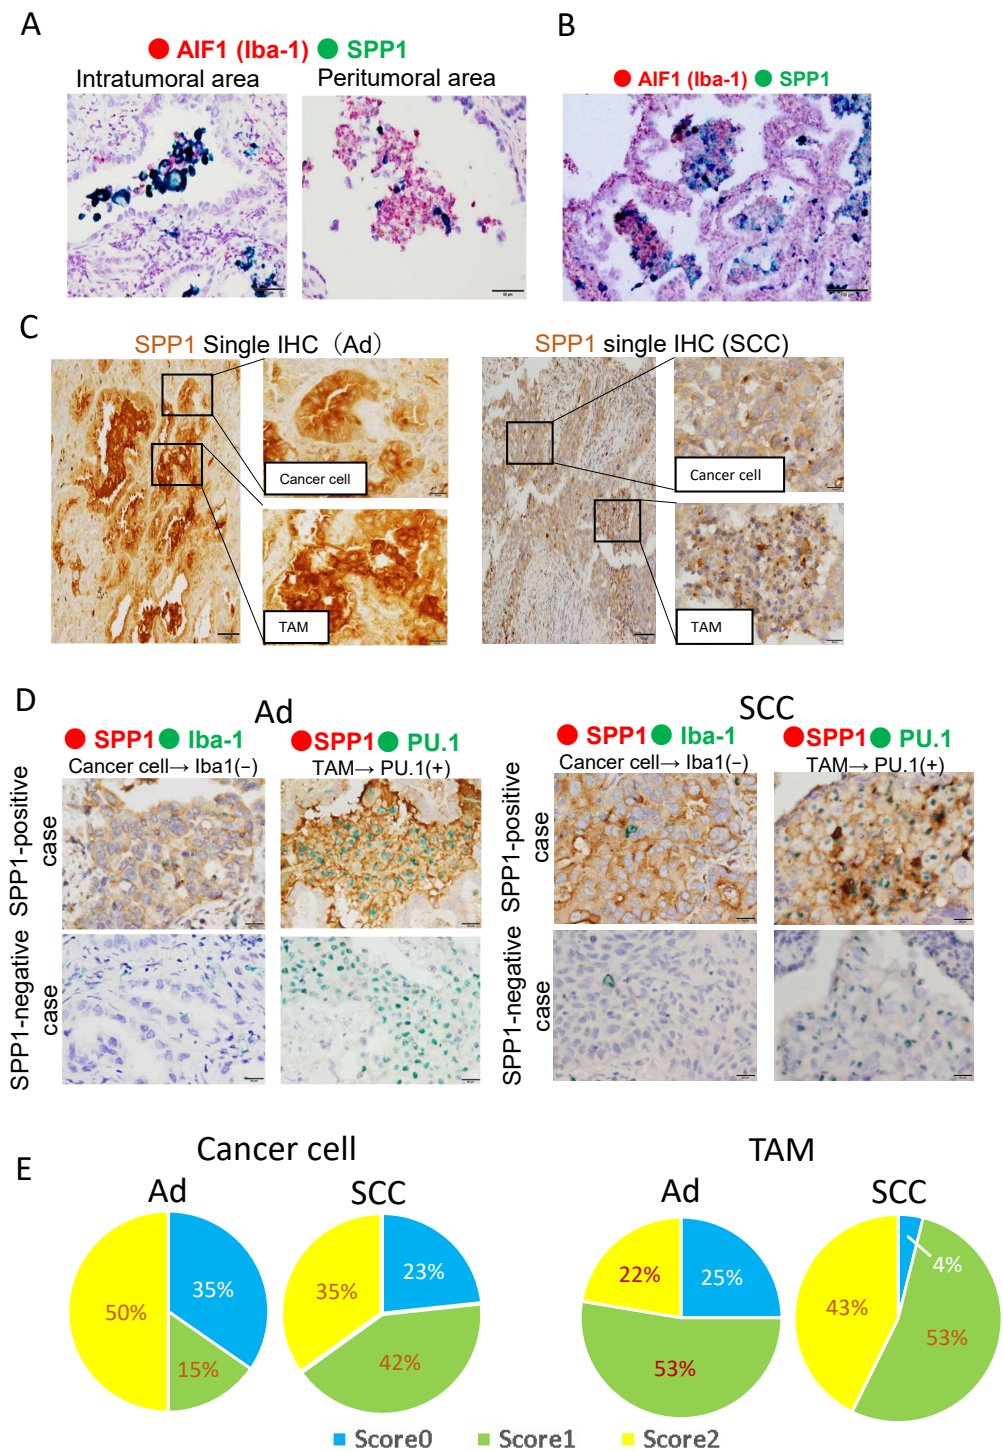 A
AIF1 (Iba-1) SPP1
Intratumoral area
Peritumoral area
B
AIF1 (Iba-1) SPP1
C
SPP1 Single IHC (Ad)
Cancer cell
TAM
SPP1 single IHC (SCC)
Cancer cell
TAM
D
Ad
SPP1 Iba-1
Cancer cell→ Iba1(−)
SPP1 PU.1
TAM→ PU.1(+)
SPP1-positive
case
SPP1-negative
case
SCC
SPP1 Iba-1
Cancer cell→ Iba1(−)
SPP1 PU.1
TAM→ PU.1(+)
SPP1-positive
case
SPP1-negative
case
E
Cancer cell
Ad
35%
15%
50%
SCC
23%
42%
35%
TAM
Ad
25%
53%
22%
SCC
4%
53%
43%
Score0 Score1 Score2